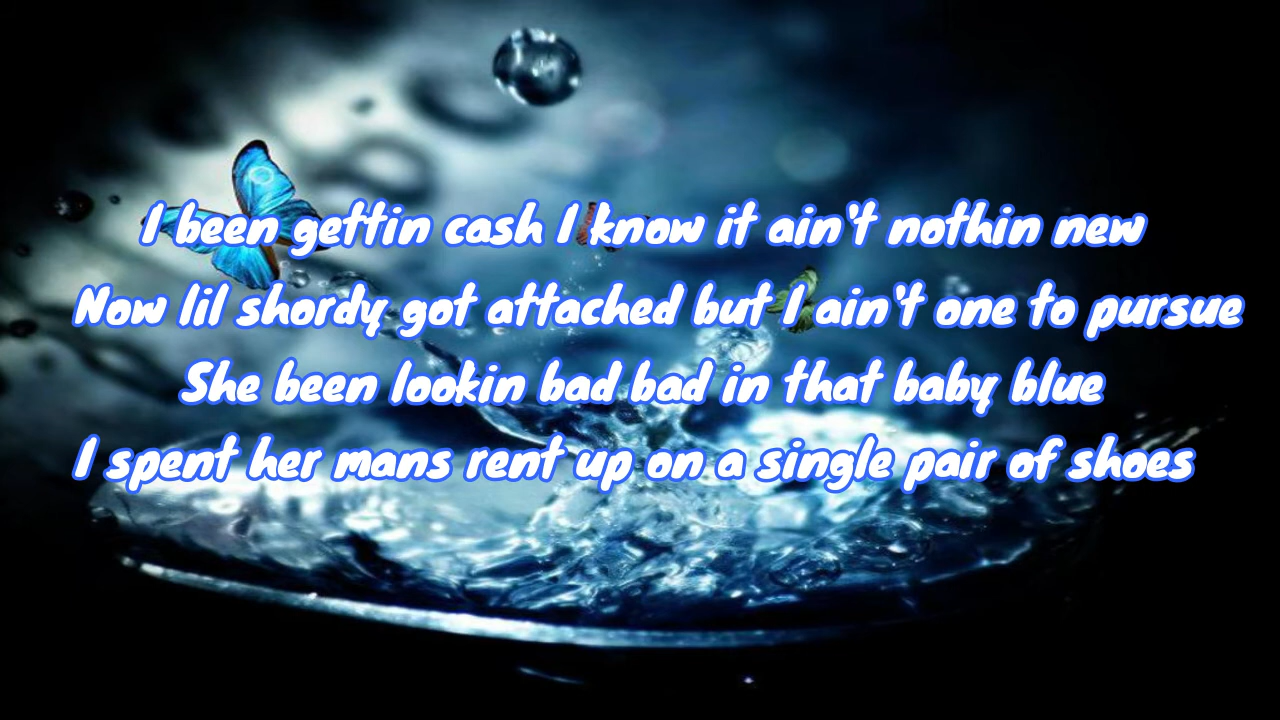 I been gettin cash I know it ain't nothin new
Now lil shordy got attached but I ain't one to pursue
She been lookin bad bad in that baby blue
I spent her mans rent up on a single pair of shoes